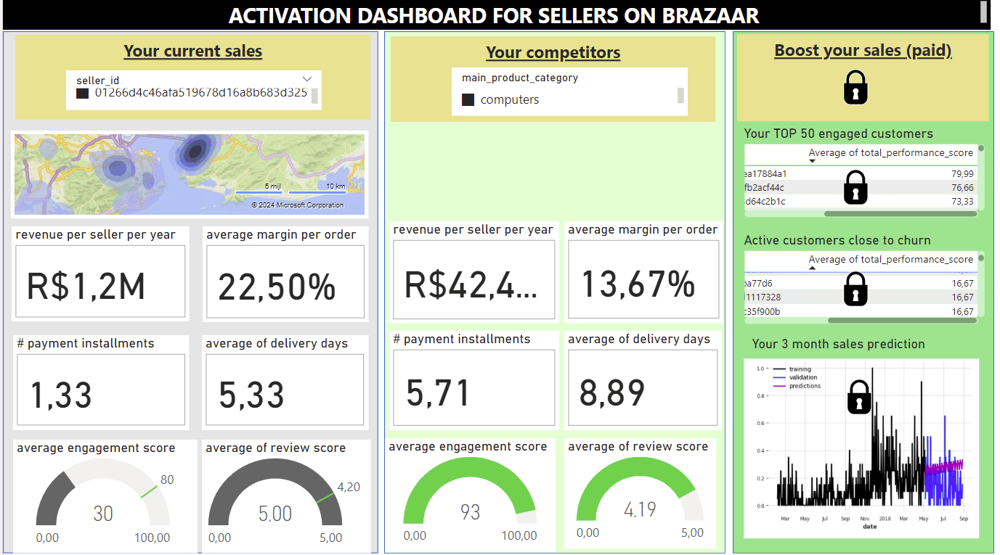 ACTIVATION DASHBOARD FOR SELLERS ON BRAZAAR
Your current sales
seller_id
01266d4c46afa519678d16a8b683d325
5 mijl
10 km
© 2024 Microsoft Corporation
revenue per seller per year
R$1,2M
average margin per order
22,50%
# payment installments
1,33
average of delivery days
5,33
average engagement score
80
30
0,00
100,00
average of review score
4,20
5,00
0,00
5,00
Your competitors
main_product_category
computers
revenue per seller per year
R$42,4...
average margin per order
13,67%
# payment installments
5,71
average of delivery days
8,89
average engagement score
93
0,00
100,00
average of review score
4,19
0,00
5,00
Boost your sales (paid)
Your TOP 50 engaged customers
Average of total_performance_score
ea17884a1 79,99
fb2acf44c 76,66
d64c2b1c 73,33
Active customers close to churn
Average of total_performance_score
a77d6 16,67
1117328 16,67
c35f900b 16,67
Your 3 month sales prediction
training
validation
predictions
1.0
0.8
0.6
0.4
0.2
0.0
Mar May Jul Sep Nov 2018 Mar May Jul Sep
date